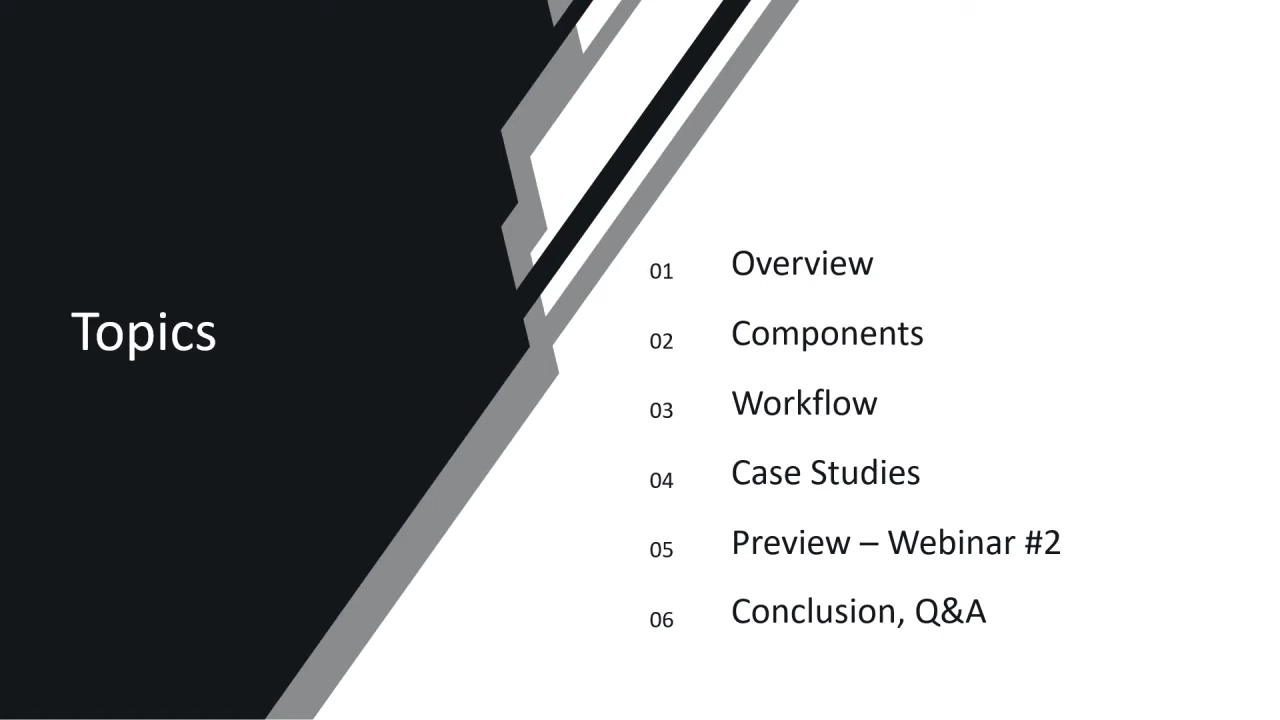 Topics
01 Overview
02 Components
03 Workflow
04 Case Studies
05 Preview – Webinar #2
06 Conclusion, Q&A